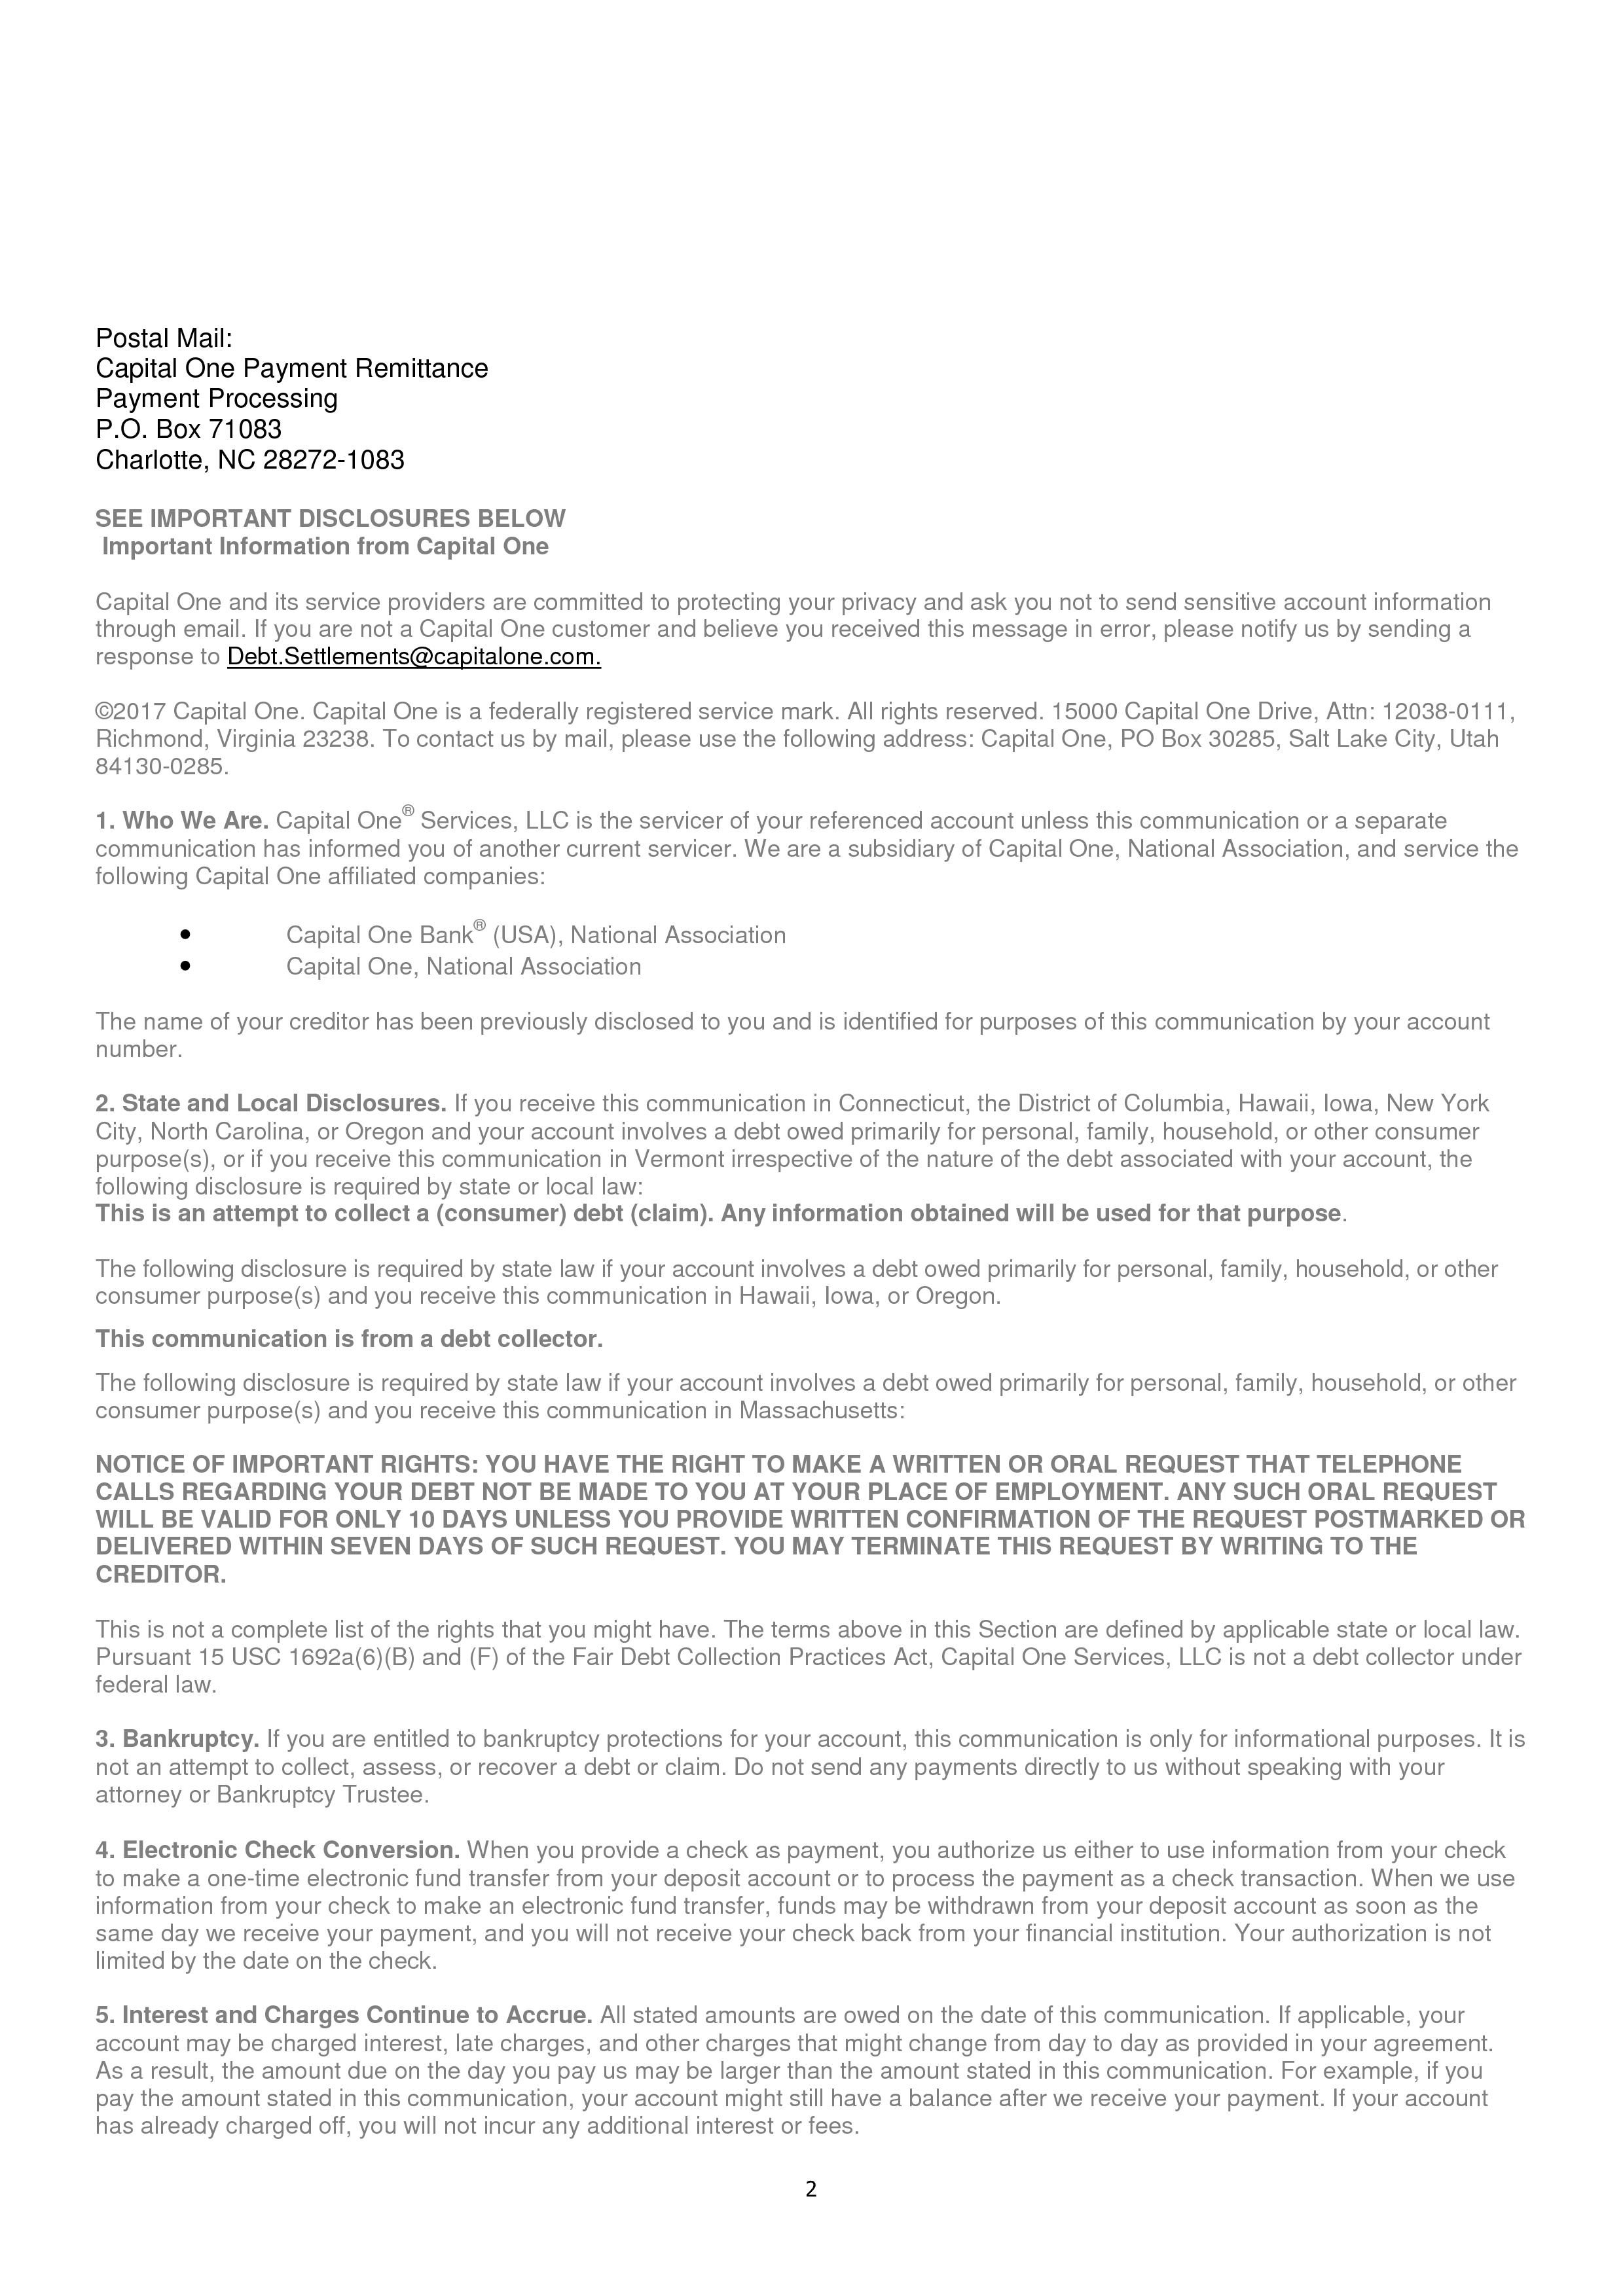 Postal Mail:
Capital One Payment Remittance
Payment Processing
P.O. Box 71083
Charlotte, NC 28272-1083
SEE IMPORTANT DISCLOSURES BELOW
Important Information from Capital One
Capital One and its service providers are committed to protecting your privacy and ask you not to send sensitive account information
through email. If you are not a Capital One customer and believe you received this message in error, please notify us by sending a
response to Debt.Settlements@capitalone.com.
©2017 Capital One. Capital One is a federally registered service mark. All rights reserved. 15000 Capital One Drive, Attn: 12038-0111,
Richmond, Virginia 23238. To contact us by mail, please use the following address: Capital One, PO Box 30285, Salt Lake City, Utah
84130-0285.
1. Who We Are. Capital One® Services, LLC is the servicer of your referenced account unless this communication or a separate
communication has informed you of another current servicer. We are a subsidiary of Capital One, National Association, and service the
following Capital One affiliated companies:
• Capital One Bank® (USA), National Association
• Capital One, National Association
The name of your creditor has been previously disclosed to you and is identified for purposes of this communication by your account
number.
2. State and Local Disclosures. If you receive this communication in Connecticut, the District of Columbia, Hawaii, Iowa, New York
City, North Carolina, or Oregon and your account involves a debt owed primarily for personal, family, household, or other consumer
purpose(s), or if you receive this communication in Vermont irrespective of the nature of the debt associated with your account, the
following disclosure is required by state or local law:
This is an attempt to collect a (consumer) debt (claim). Any information obtained will be used for that purpose.
The following disclosure is required by state law if your account involves a debt owed primarily for personal, family, household, or other
consumer purpose(s) and you receive this communication in Hawaii, Iowa, or Oregon.
This communication is from a debt collector.
The following disclosure is required by state law if your account involves a debt owed primarily for personal, family, household, or other
consumer purpose(s) and you receive this communication in Massachusetts:
NOTICE OF IMPORTANT RIGHTS: YOU HAVE THE RIGHT TO MAKE A WRITTEN OR ORAL REQUEST THAT TELEPHONE
CALLS REGARDING YOUR DEBT NOT BE MADE TO YOU AT YOUR PLACE OF EMPLOYMENT. ANY SUCH ORAL REQUEST
WILL BE VALID FOR ONLY 10 DAYS UNLESS YOU PROVIDE WRITTEN CONFIRMATION OF THE REQUEST POSTMARKED OR
DELIVERED WITHIN SEVEN DAYS OF SUCH REQUEST. YOU MAY TERMINATE THIS REQUEST BY WRITING TO THE
CREDITOR.
This is not a complete list of the rights that you might have. The terms above in this Section are defined by applicable state or local law.
Pursuant 15 USC 1692a(6)(B) and (F) of the Fair Debt Collection Practices Act, Capital One Services, LLC is not a debt collector under
federal law.
3. Bankruptcy. If you are entitled to bankruptcy protections for your account, this communication is only for informational purposes. It is
not an attempt to collect, assess, or recover a debt or claim. Do not send any payments directly to us without speaking with your
attorney or Bankruptcy Trustee.
4. Electronic Check Conversion. When you provide a check as payment, you authorize us either to use information from your check
to make a one-time electronic fund transfer from your deposit account or to process the payment as a check transaction. When we use
information from your check to make an electronic fund transfer, funds may be withdrawn from your deposit account as soon as the
same day we receive your payment, and you will not receive your check back from your financial institution. Your authorization is not
limited by the date on the check.
5. Interest and Charges Continue to Accrue. All stated amounts are owed on the date of this communication. If applicable, your
account may be charged interest, late charges, and other charges that might change from day to day as provided in your agreement.
As a result, the amount due on the day you pay us may be larger than the amount stated in this communication. For example, if you
pay the amount stated in this communication, your account might still have a balance after we receive your payment. If your account
has already charged off, you will not incur any additional interest or fees.
2